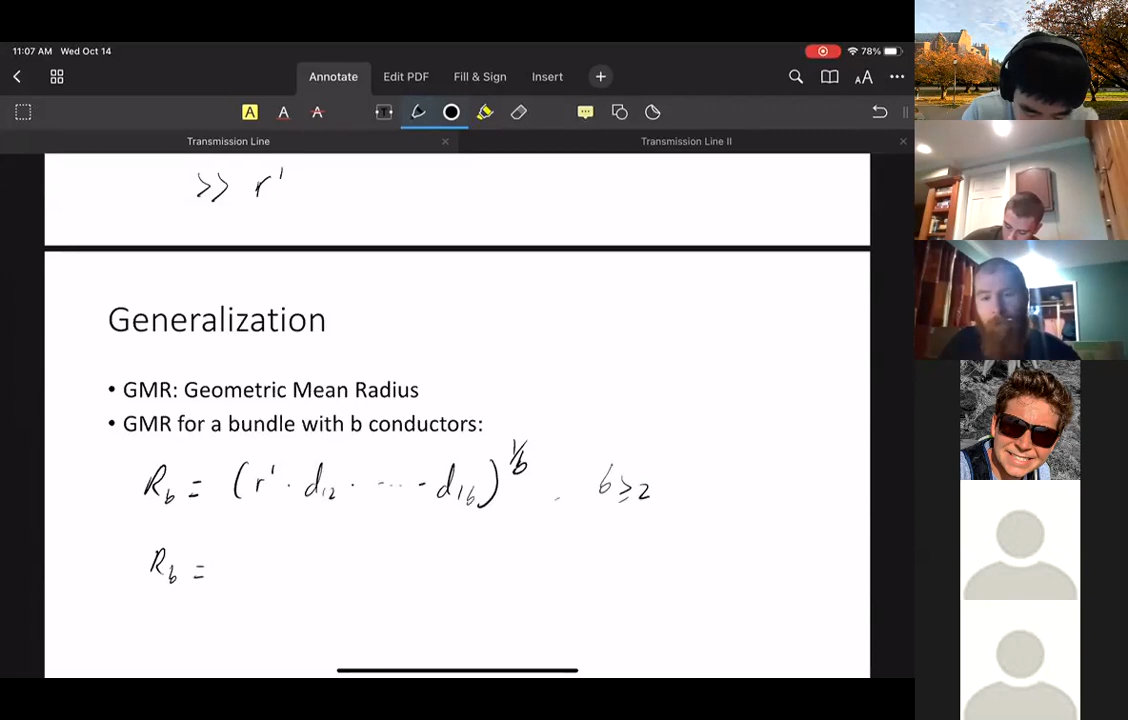 11:07 AM Wed Oct 14
78%
Annotate Edit PDF Fill & Sign Insert
AA
A A T
Transmission Line
Transmission Line II
>> r'
Generalization
• GMR: Geometric Mean Radius
• GMR for a bundle with b conductors:
R_b = (r' · d_12 · ... · d_1b)^1/b , b ≥ 2
R_b =